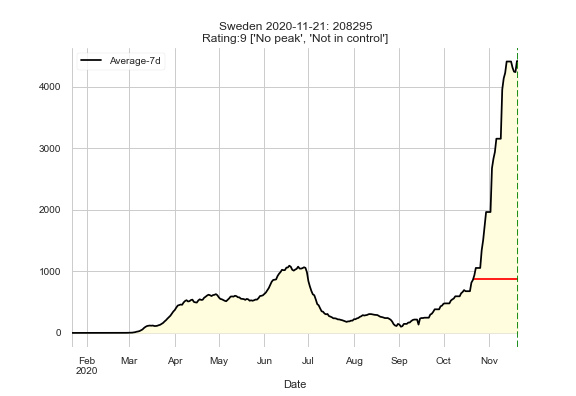 Sweden 2020-11-21: 208295
Rating:9 ['No peak', 'Not in control']
Average-7d
4000
3000
2000
1000
0
Feb Mar Apr May Jun Jul Aug Sep Oct Nov
2020
Date